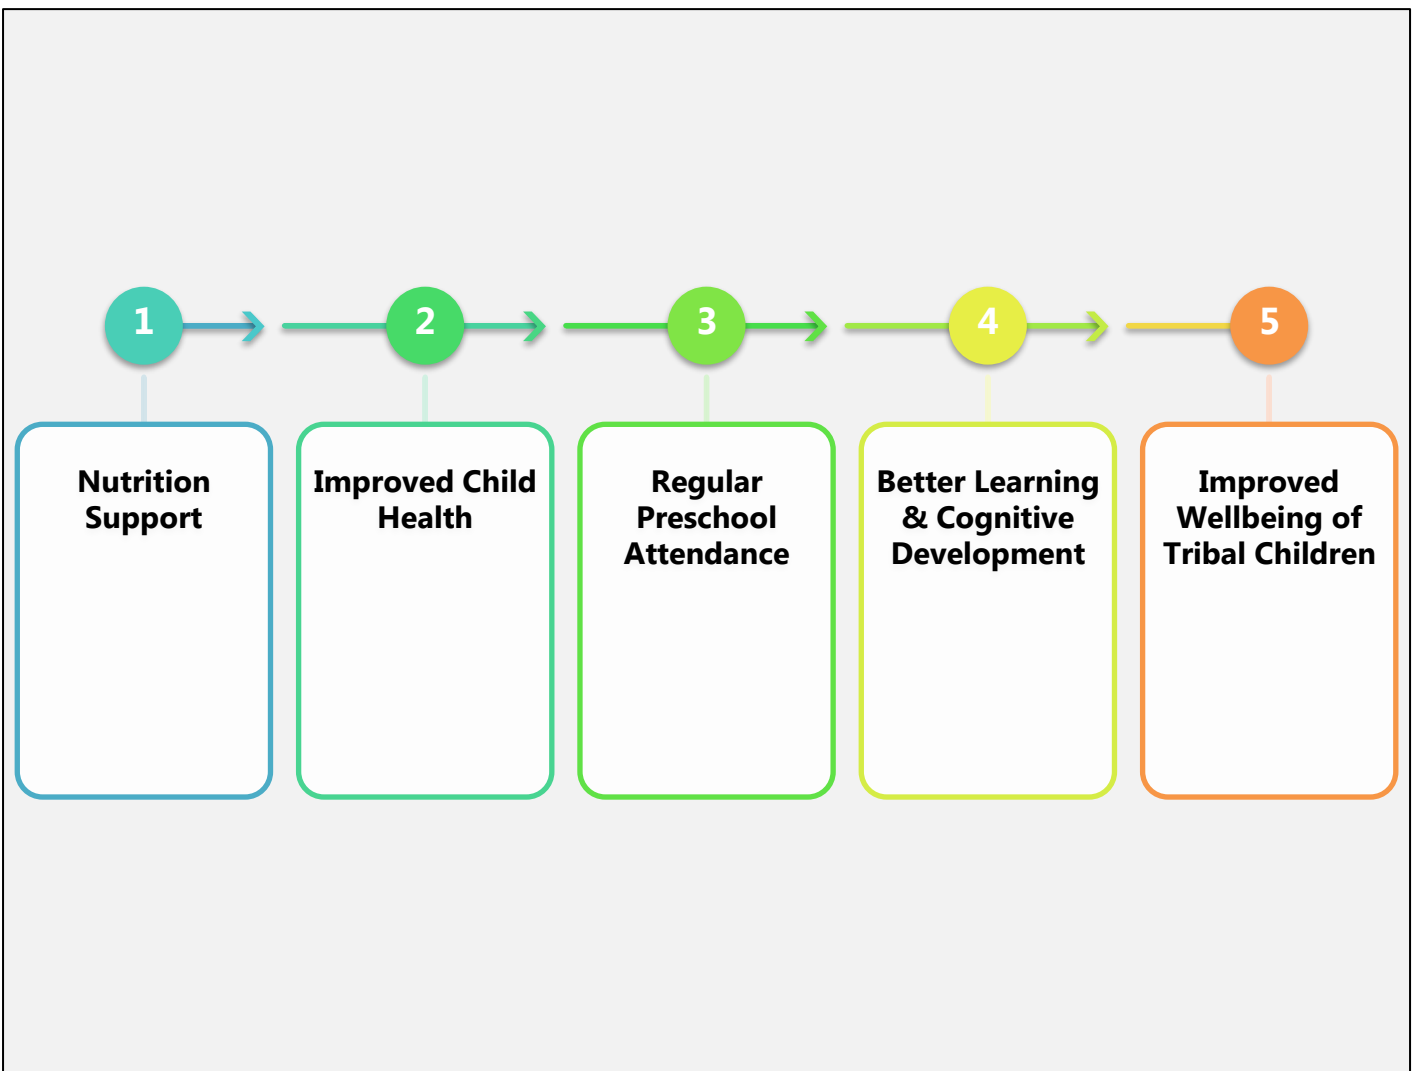 1
2
3
4
5
Nutrition
Support
Improved Child
Health
Regular
Preschool
Attendance
Better Learning
& Cognitive
Development
Improved
Wellbeing of
Tribal Children